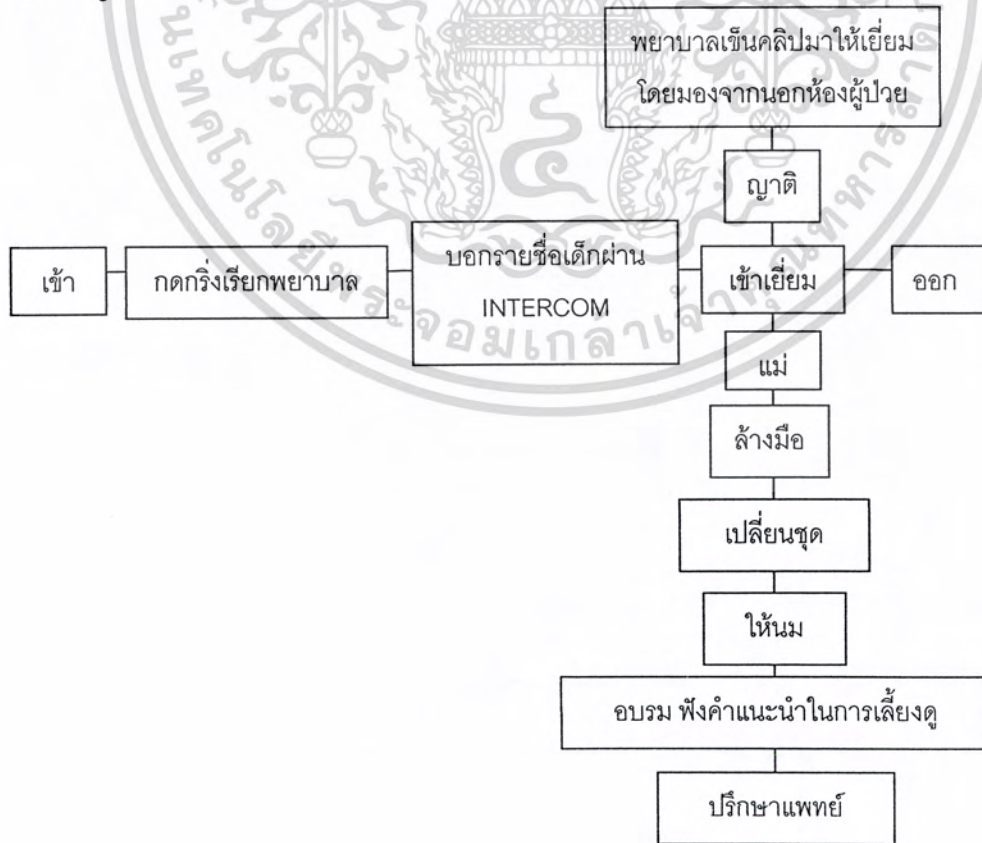 พยาบาลเข็นคลิปมาให้เยี่ยม
โดยมองจากนอกห้องผู้ป่วย
ญาติ
เข้า
กดกริ่งเรียกพยาบาล
บอกรายชื่อเด็กผ่าน
INTERCOM
เข้าเยี่ยม
ออก
แม่
ล้างมือ
เปลี่ยนชุด
ให้นม
อบรม ฟังคำแนะนำในการเลี้ยงดู
ปรึกษาแพทย์